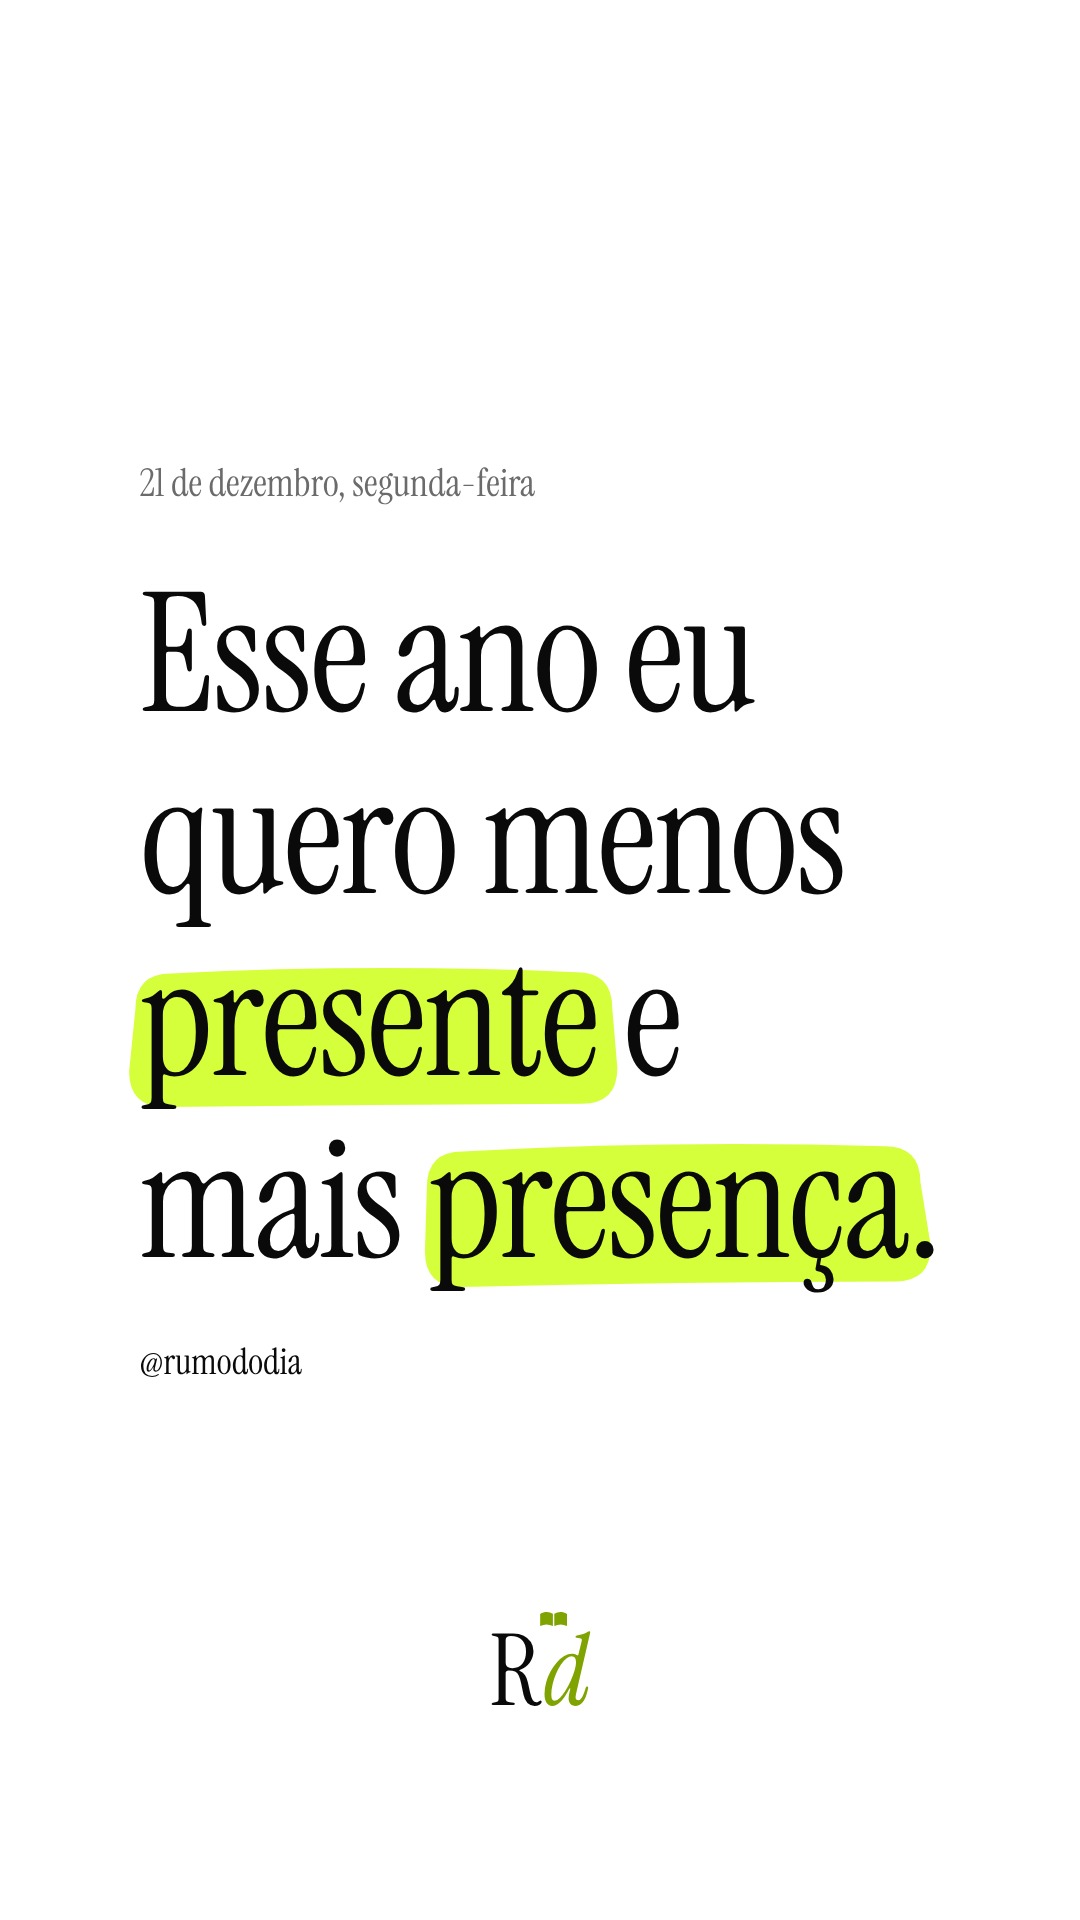 21 de dezembro, segunda-feira
Esse ano eu
quero menos
presente e
mais presença.
@rumododia
Rd